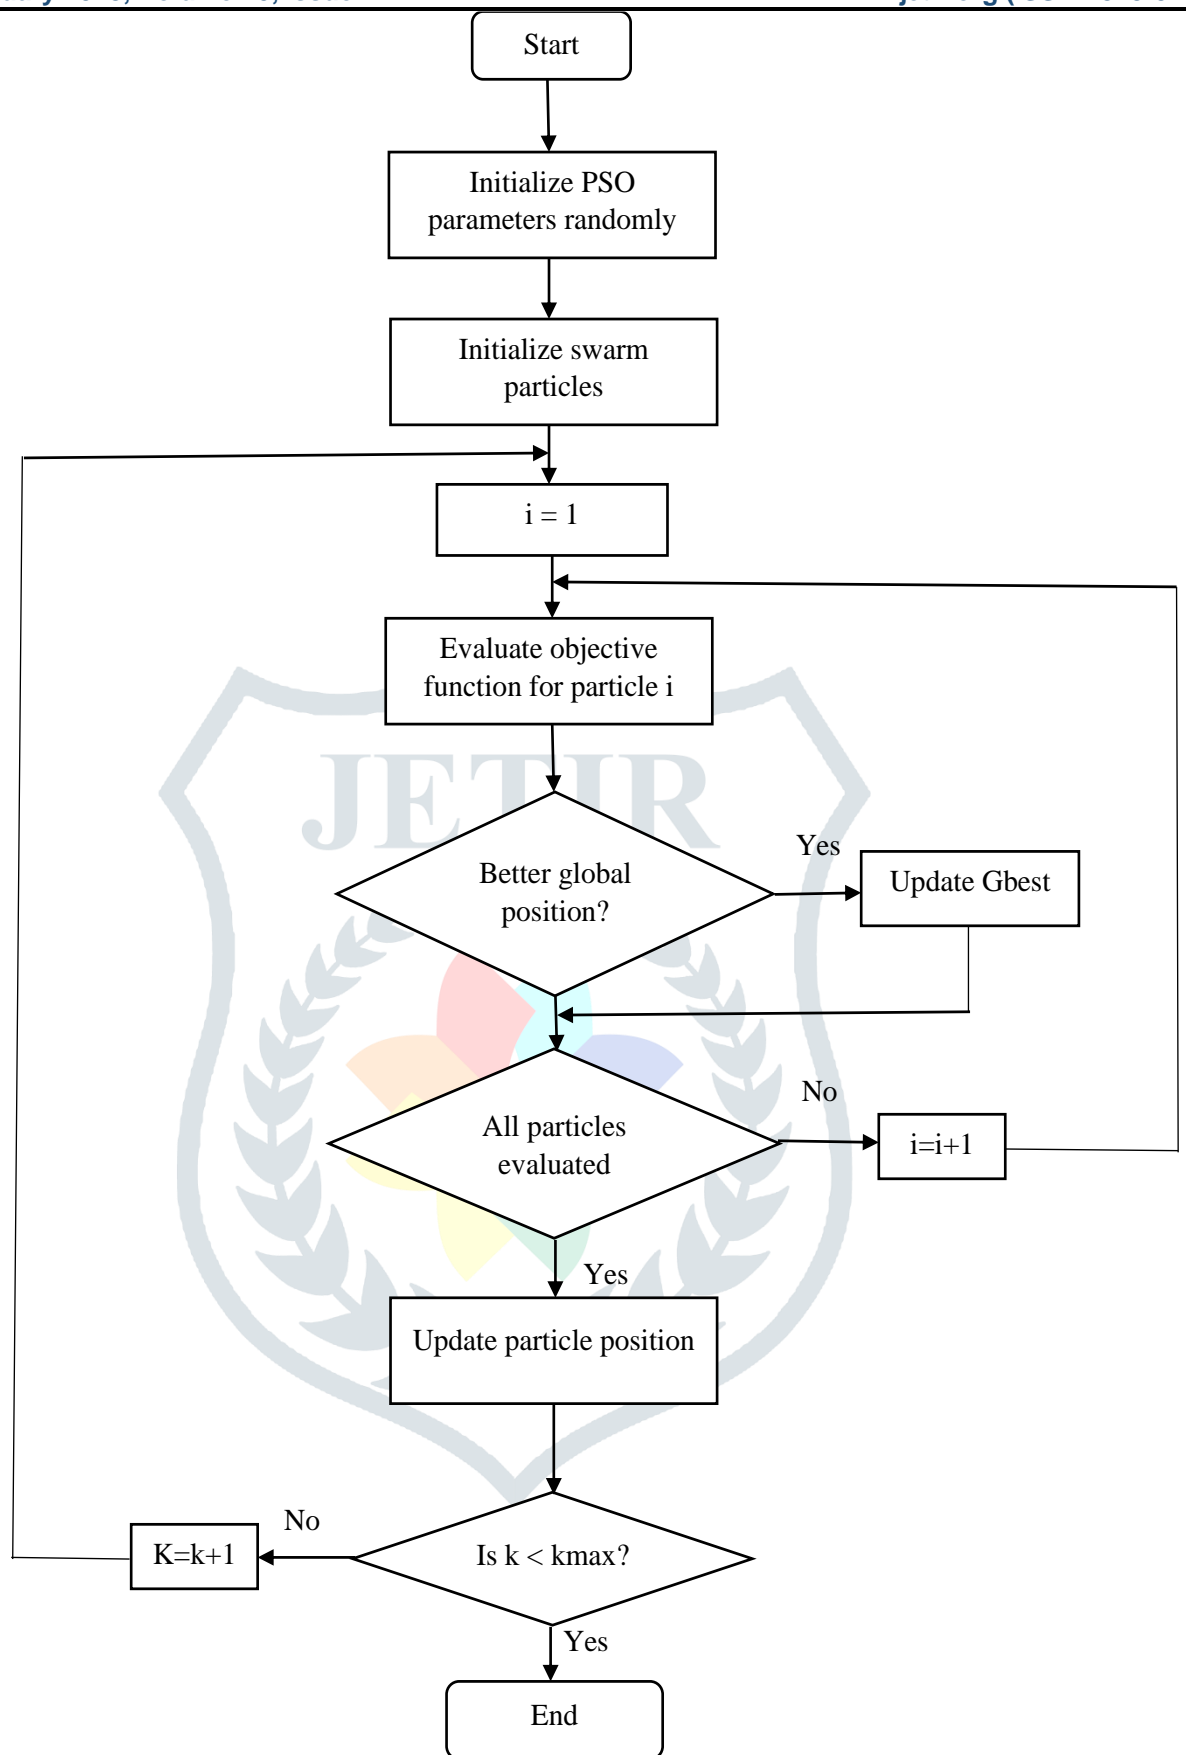 Start
Initialize PSO
parameters randomly
Initialize swarm
particles
i = 1
Evaluate objective
function for particle i
JETIR
Better global
position?
Yes
Update Gbest
All particles
evaluated
No
i=i+1
Yes
Update particle position
Is k < kmax?
No
K=k+1
Yes
End